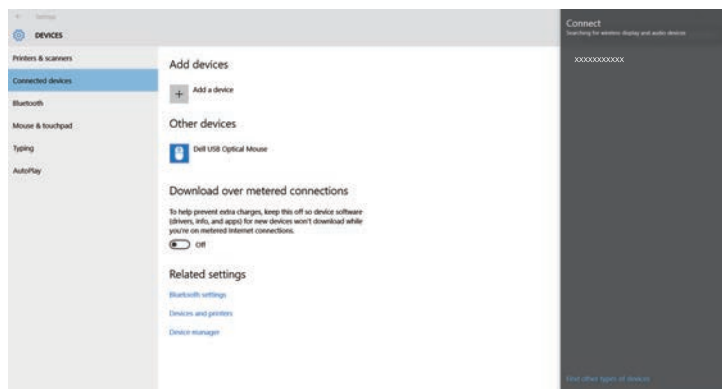 Settings
DEVICES
Printers & scanners
Connected devices
Bluetooth
Mouse & touchpad
Typing
AutoPlay
Add devices
Add a device
Other devices
Dell USB Optical Mouse
Download over metered connections
To help prevent extra charges, keep this off so device software
(drivers, info, and apps) for new devices won't download while
you're on metered Internet connections.
Off
Related settings
Bluetooth settings
Devices and printers
Device manager
Connect
Searching for wireless display and audio devices
xxxxxxxxxxx
Find other types of devices